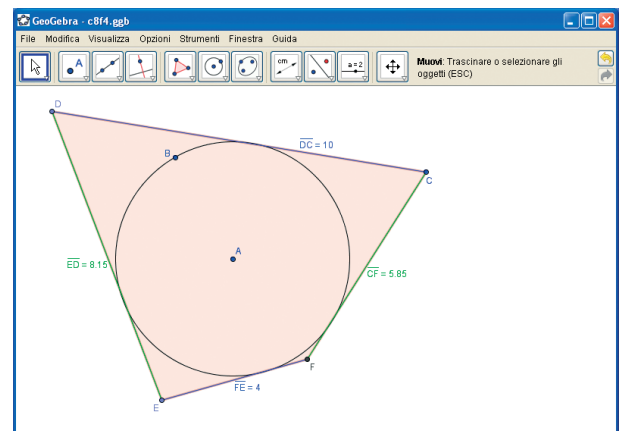 GeoGebra - c8f4.ggb
File Modifica Visualizza Opzioni Strumenti Finestra Guida
A
cm
a=2
Muovi: Trascinare o selezionare gli
oggetti (ESC)
D
B
DC = 10
C
A
ED = 8.15
CF = 5.85
F
FE = 4
E